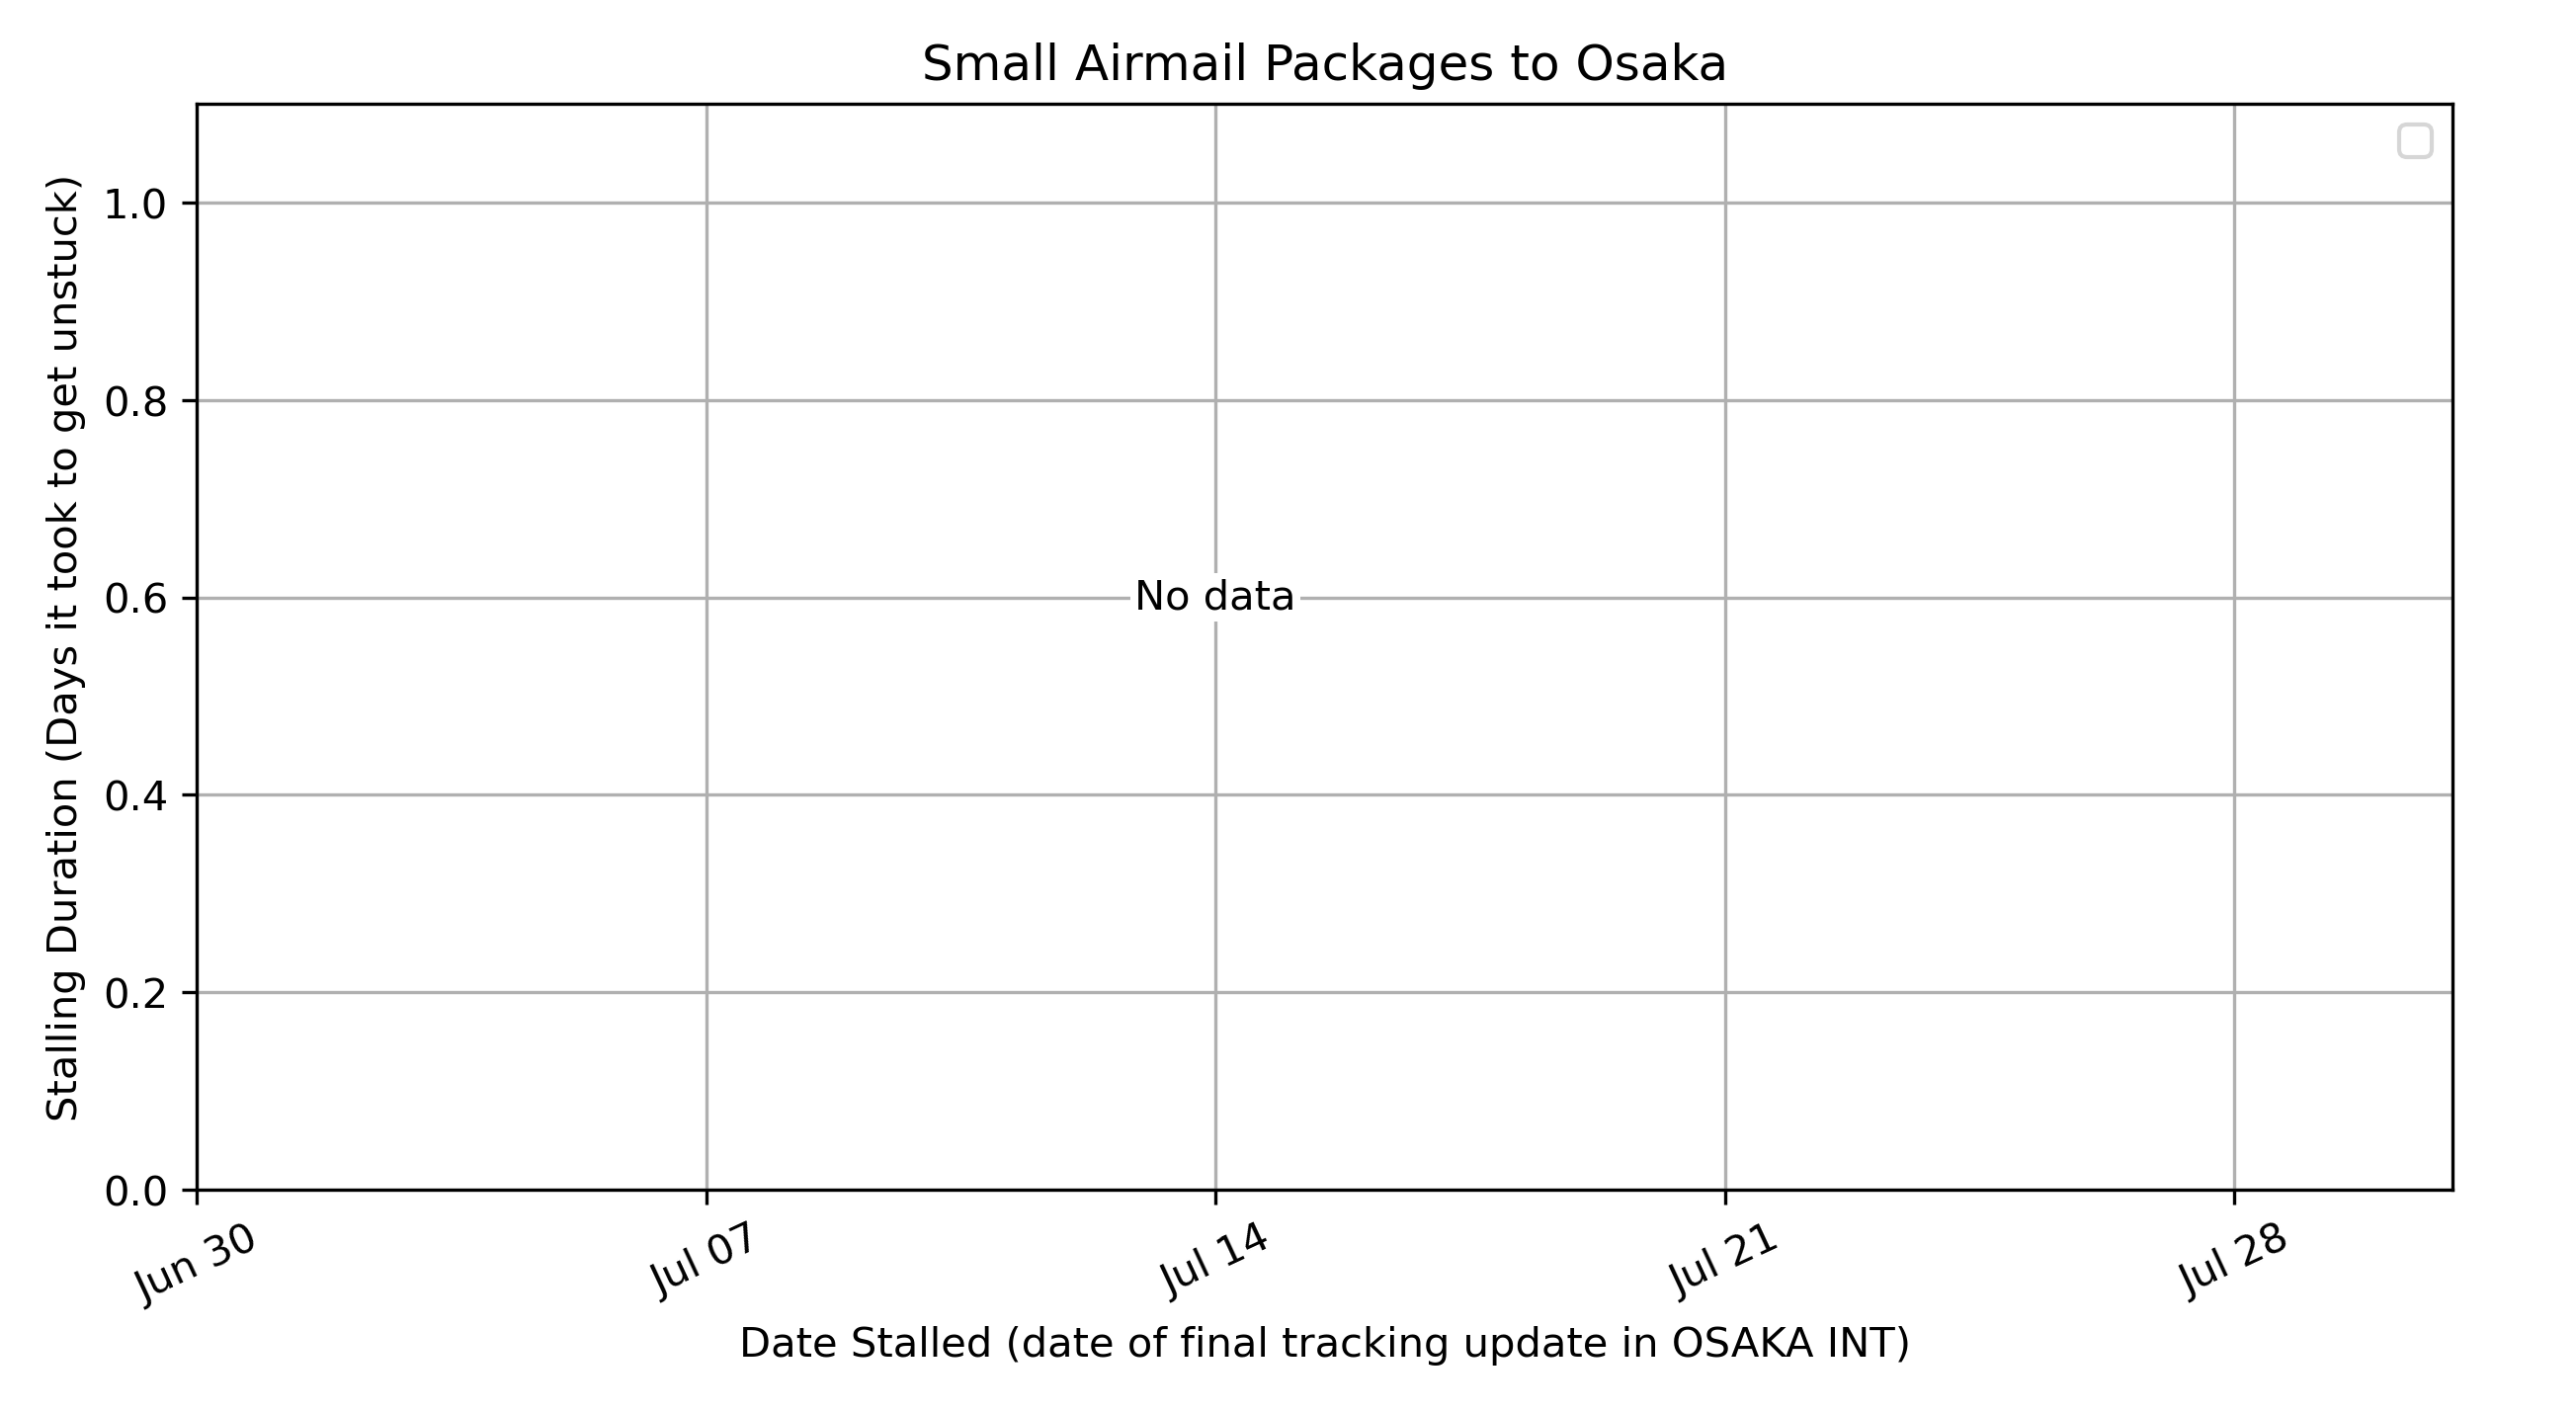 Small Airmail Packages to Osaka
Stalling Duration (Days it took to get unstuck)
1.0
0.8
0.6
0.4
0.2
0.0
No data
Jun 30
Jul 07
Jul 14
Jul 21
Jul 28
Date Stalled (date of final tracking update in OSAKA INT)